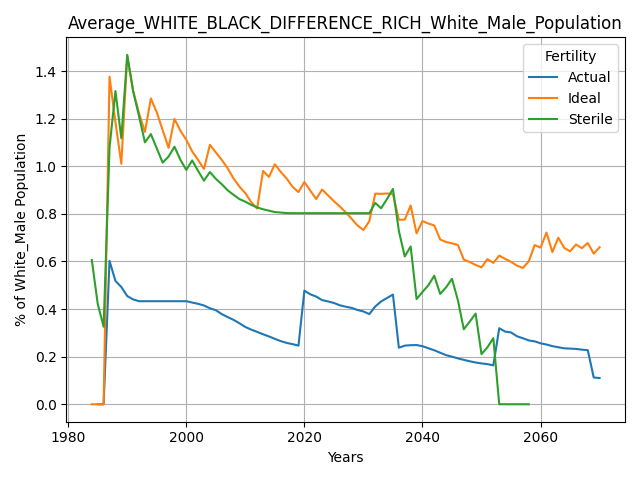 Average_WHITE_BLACK_DIFFERENCE_RICH_White_Male_Population
Fertility
Actual
Ideal
Sterile
% of White_Male Population
1.4
1.2
1.0
0.8
0.6
0.4
0.2
0.0
1980 2000 2020 2040 2060
Years